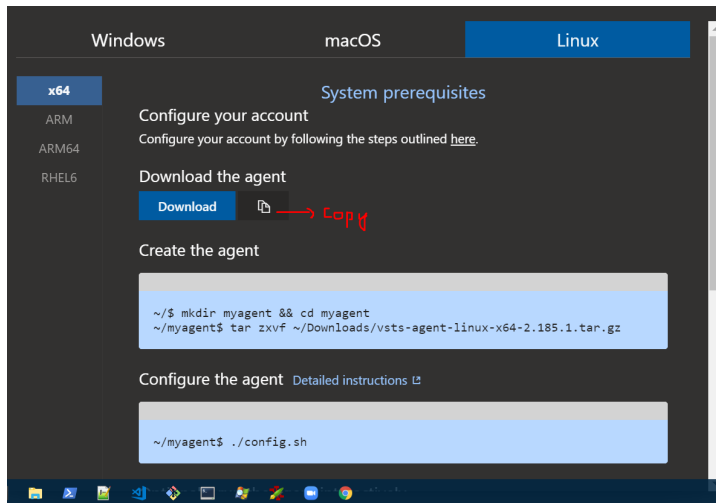 Windows
macOS
Linux
x64
ARM
ARM64
RHEL6
System prerequisites
Configure your account
Configure your account by following the steps outlined here.
Download the agent
Download
copy
Create the agent
~/$ mkdir myagent && cd myagent
~/myagent$ tar zxvf ~/Downloads/vsts-agent-linux-x64-2.185.1.tar.gz
Configure the agent Detailed instructions
~/myagent$ ./config.sh